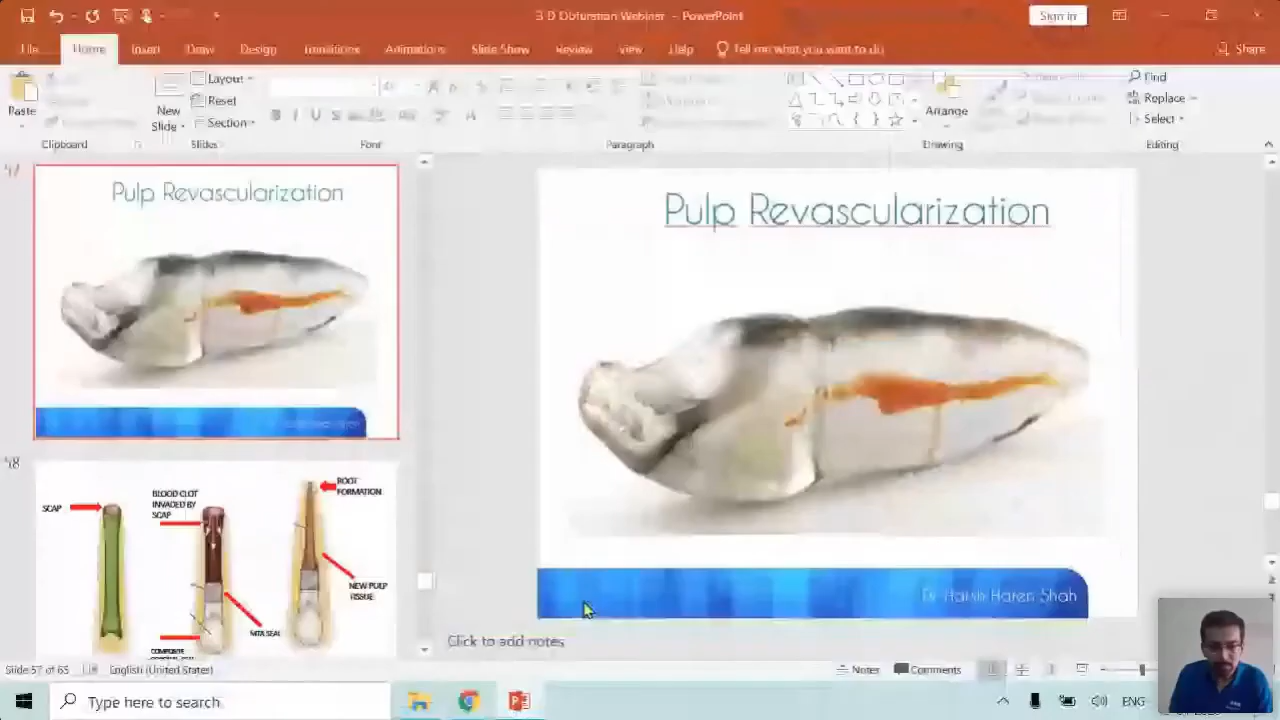 3 D Obturation Webinar - PowerPoint
Sign in
File Home Insert Draw Design Transitions Animations Slide Show Review View Help Tell me what you want to do Share
Paste
New Slide
Layout
Reset
Section
Arrange
Find
Replace
Select
Clipboard Slides Font Paragraph Drawing Editing
Pulp Revascularization
SCAP
BLOOD CLOT
INVADED BY
SCAP
ROOT
FORMATION
NEW PULP
TISSUE
MTA SEAL
COMPOSITE
Pulp Revascularization
Dr. Harsh Haren Shah
Click to add notes
Slide 57 of 65 English (United States) Notes Comments
Type here to search
ENG